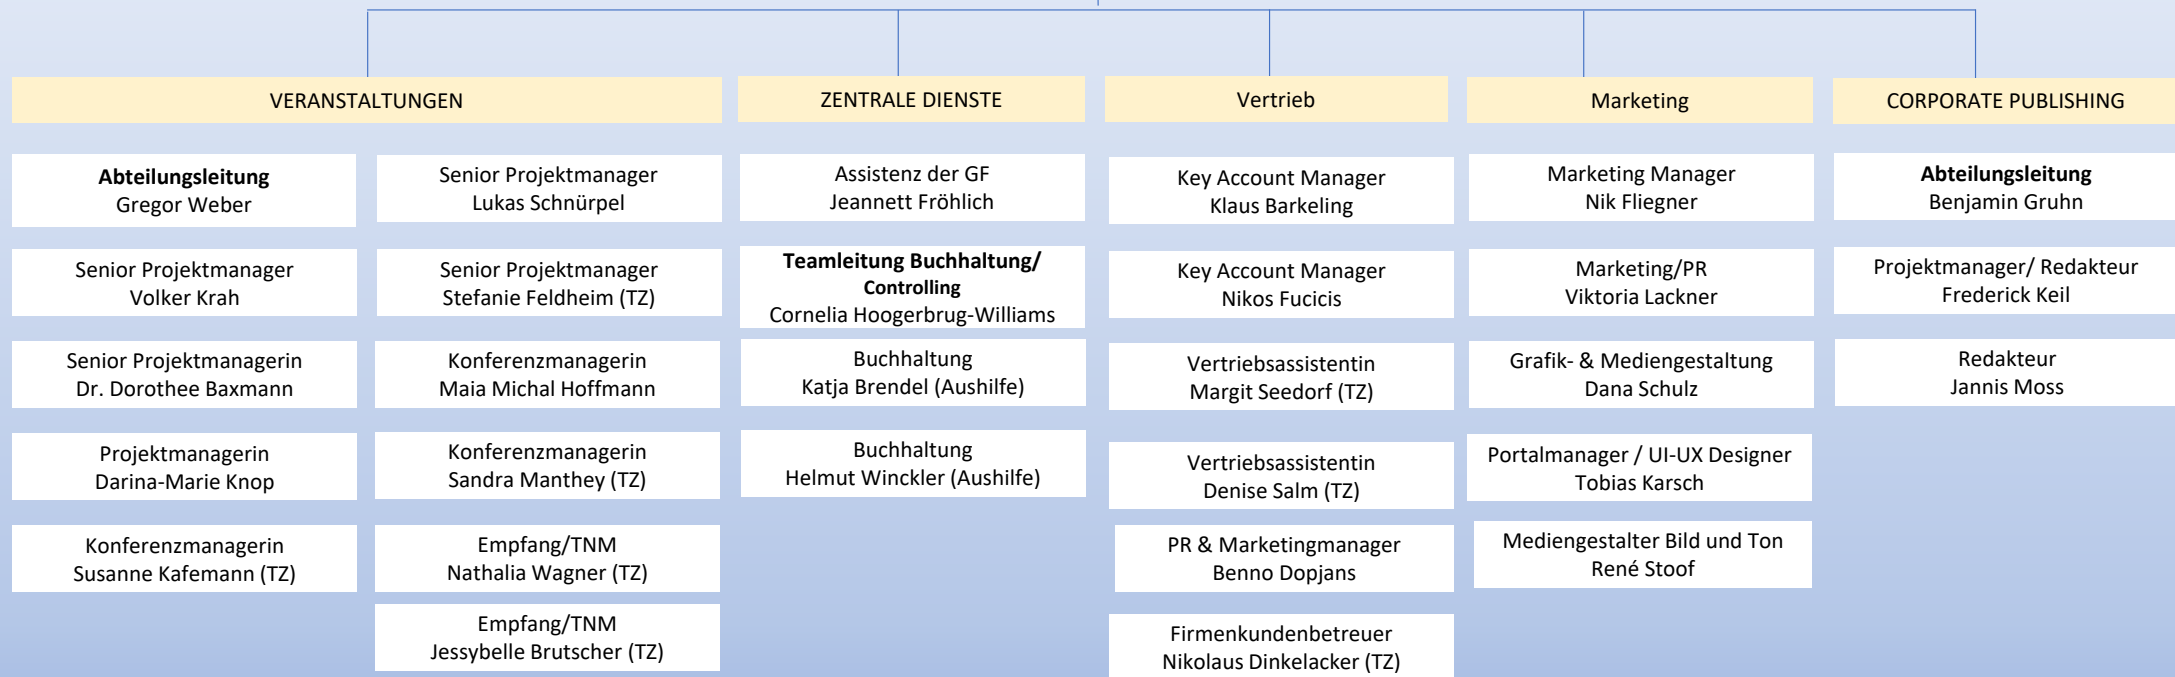 VERANSTALTUNGEN
Abteilungsleitung
Gregor Weber
Senior Projektmanager
Volker Krah
Senior Projektmanagerin
Dr. Dorothee Baxmann
Projektmanagerin
Darina-Marie Knop
Konferenzmanagerin
Susanne Kafemann (TZ)
Senior Projektmanager
Lukas Schnürpel
Senior Projektmanager
Stefanie Feldheim (TZ)
Konferenzmanagerin
Maia Michal Hoffmann
Konferenzmanagerin
Sandra Manthey (TZ)
Empfang/TNM
Nathalia Wagner (TZ)
Empfang/TNM
Jessybelle Brutscher (TZ)
ZENTRALE DIENSTE
Assistenz der GF
Jeannett Fröhlich
Teamleitung Buchhaltung/
Controlling
Cornelia Hoogerbrug-Williams
Buchhaltung
Katja Brendel (Aushilfe)
Buchhaltung
Helmut Winckler (Aushilfe)
Vertrieb
Key Account Manager
Klaus Barkeling
Key Account Manager
Nikos Fucicis
Vertriebsassistentin
Margit Seedorf (TZ)
Vertriebsassistentin
Denise Salm (TZ)
PR & Marketingmanager
Benno Dopjans
Firmenkundenbetreuer
Nikolaus Dinkelacker (TZ)
Marketing
Marketing Manager
Nik Fliegner
Marketing/PR
Viktoria Lackner
Grafik- & Mediengestaltung
Dana Schulz
Portalmanager / UI-UX Designer
Tobias Karsch
Mediengestalter Bild und Ton
René Stoof
CORPORATE PUBLISHING
Abteilungsleitung
Benjamin Gruhn
Projektmanager/ Redakteur
Frederick Keil
Redakteur
Jannis Moss